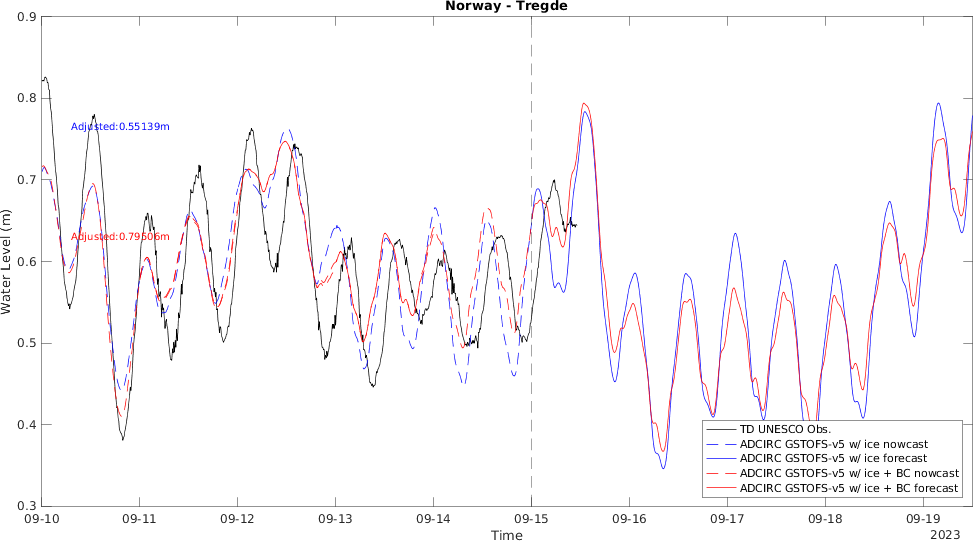 Norway - Tregde
0.9
0.8
0.7
0.6
0.5
0.4
0.3
Water Level (m)
Adjusted:0.55139m
Adjusted:0.79506m
TD UNESCO Obs.
ADCIRC GSTOFS-v5 w/ ice nowcast
ADCIRC GSTOFS-v5 w/ ice forecast
ADCIRC GSTOFS-v5 w/ ice + BC nowcast
ADCIRC GSTOFS-v5 w/ ice + BC forecast
09-10 09-11 09-12 09-13 09-14 09-15 09-16 09-17 09-18 09-19
Time
2023